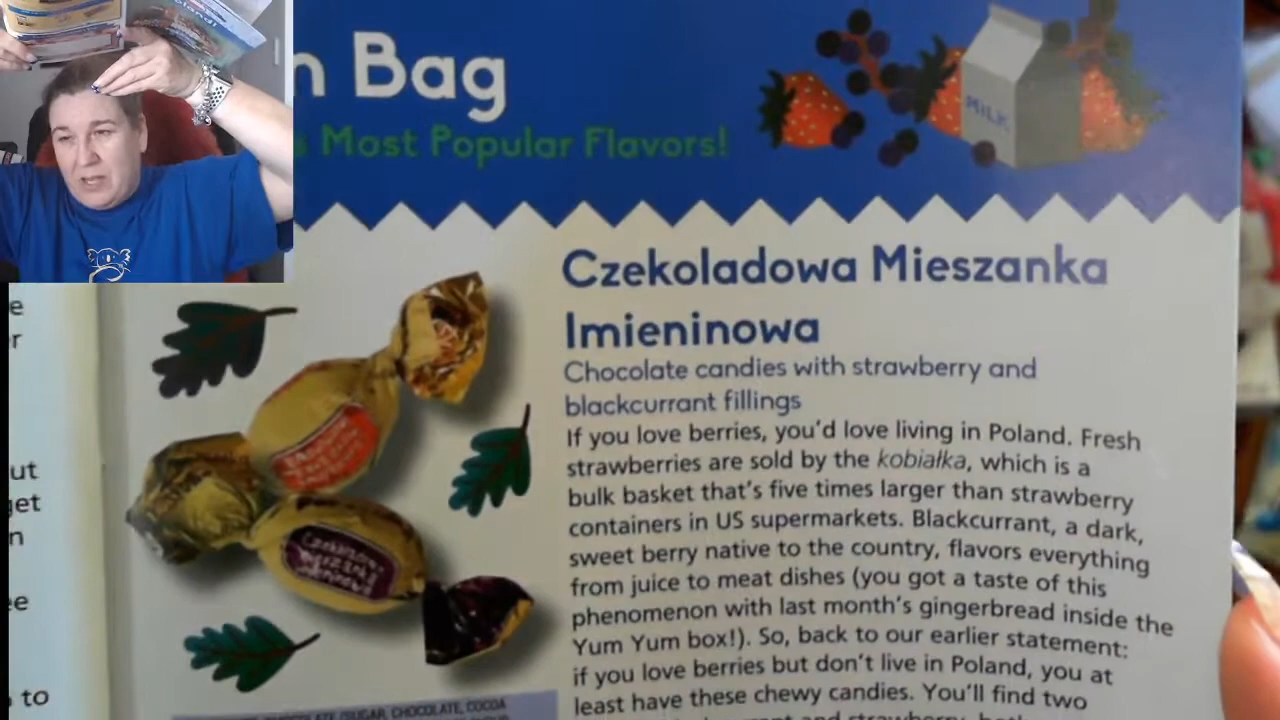 Bag
Most Popular Flavors!
MILK
Czekoladowa Mieszanka
Imieninowa
Chocolate candies with strawberry and
blackcurrant fillings
If you love berries, you'd love living in Poland. Fresh
strawberries are sold by the kobiałka, which is a
bulk basket that's five times larger than strawberry
containers in US supermarkets. Blackcurrant, a dark,
sweet berry native to the country, flavors everything
from juice to meat dishes (you got a taste of this
phenomenon with last month's gingerbread inside the
Yum Yum box!). So, back to our earlier statement:
if you love berries but don't live in Poland, you at
least have these chewy candies. You'll find two
and strawberry, both
CHOCOLATE (SUGAR, CHOCOLATE, COCOA
to